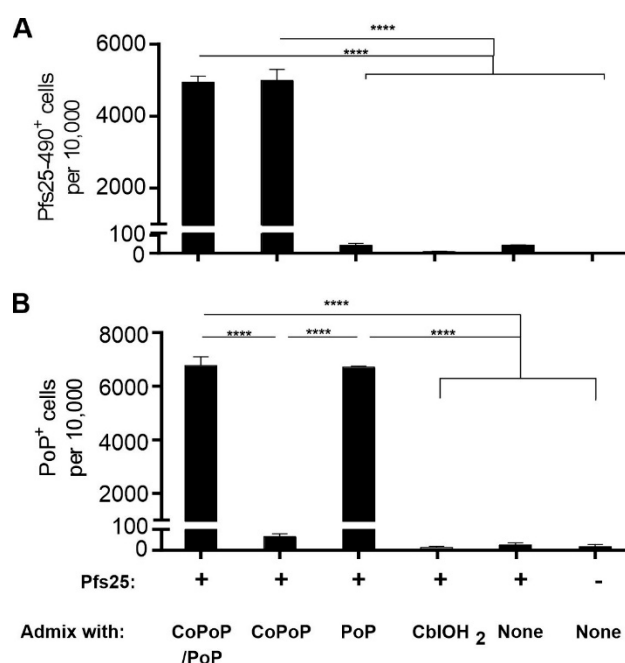 A
****
****
6000
4000
2000
100
0
Pfs25-490+ cells
per 10,000
B
****
**** **** ****
8000
6000
4000
2000
100
0
PoP+ cells
per 10,000
Pfs25: + + + + + -
Admix with: CoPoP CoPoP PoP CblOH 2 None None
/PoP